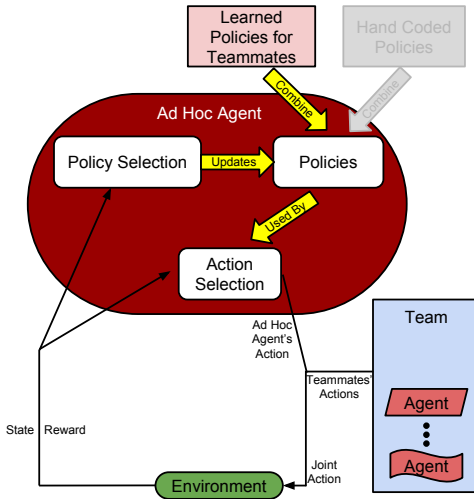 Learned
Policies for
Teammates
Hand Coded
Policies
Combine
Combine
Ad Hoc Agent
Policy Selection
Updates
Policies
Used By
Action
Selection
Ad Hoc
Agent's
Action
Team
Teammates'
Actions
Agent
Agent
State
Reward
Joint
Action
Environment